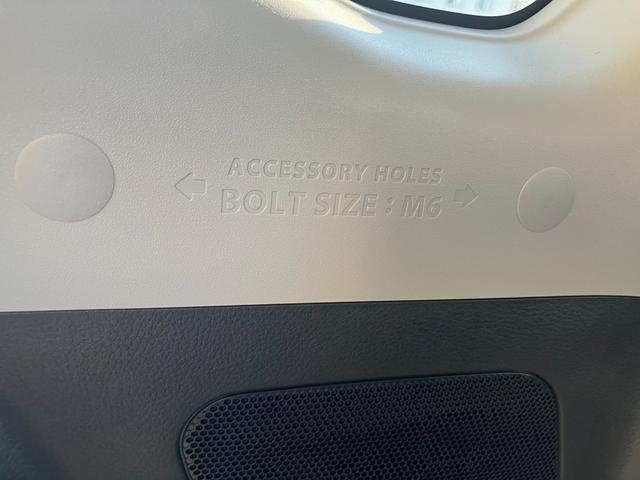 ACCESSORY HOLES
BOLT SIZE : M6